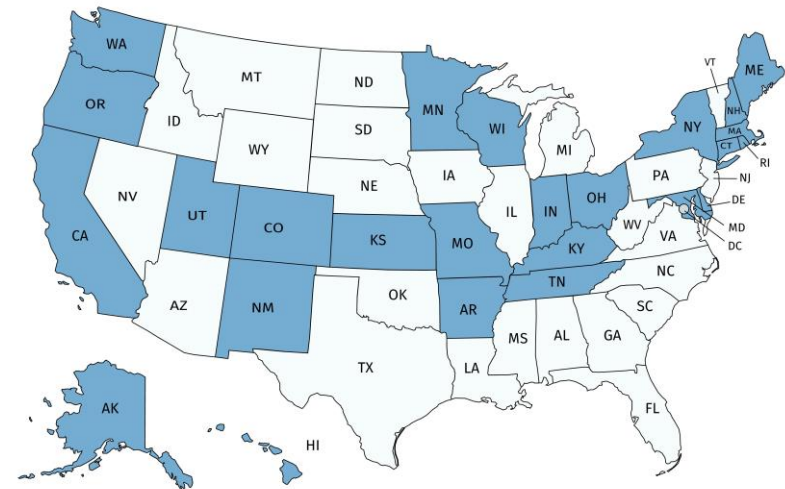 WA
MT
ND
MN
VT
ME
OR
ID
SD
WI
NY
NH
MA
CT
RI
WY
MI
PA
NJ
NV
NE
IA
IL
IN
OH
DE
UT
CO
WV
MD
VA
DC
CA
KS
MO
KY
NC
AZ
NM
OK
TN
AR
SC
MS
AL
GA
TX
LA
FL
AK
HI